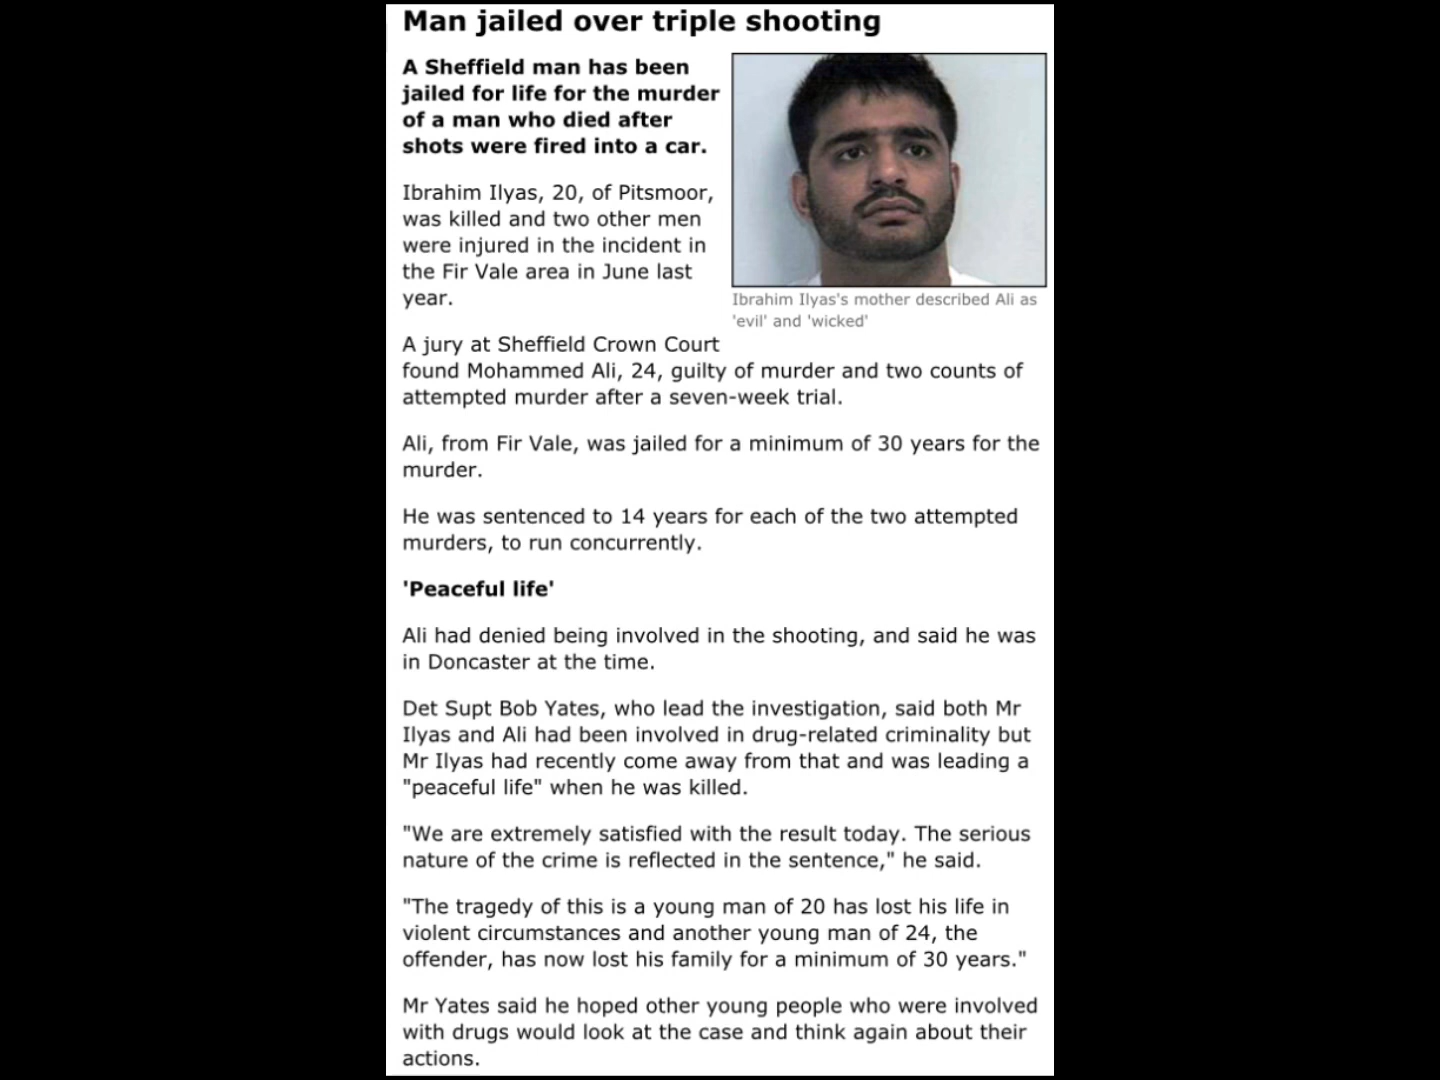 Man jailed over triple shooting
A Sheffield man has been
jailed for life for the murder
of a man who died after
shots were fired into a car.
Ibrahim Ilyas, 20, of Pitsmoor,
was killed and two other men
were injured in the incident in
the Fir Vale area in June last
year.
Ibrahim Ilyas's mother described Ali as
'evil' and 'wicked'
A jury at Sheffield Crown Court
found Mohammed Ali, 24, guilty of murder and two counts of
attempted murder after a seven-week trial.
Ali, from Fir Vale, was jailed for a minimum of 30 years for the
murder.
He was sentenced to 14 years for each of the two attempted
murders, to run concurrently.
'Peaceful life'
Ali had denied being involved in the shooting, and said he was
in Doncaster at the time.
Det Supt Bob Yates, who lead the investigation, said both Mr
Ilyas and Ali had been involved in drug-related criminality but
Mr Ilyas had recently come away from that and was leading a
"peaceful life" when he was killed.
"We are extremely satisfied with the result today. The serious
nature of the crime is reflected in the sentence," he said.
"The tragedy of this is a young man of 20 has lost his life in
violent circumstances and another young man of 24, the
offender, has now lost his family for a minimum of 30 years."
Mr Yates said he hoped other young people who were involved
with drugs would look at the case and think again about their
actions.